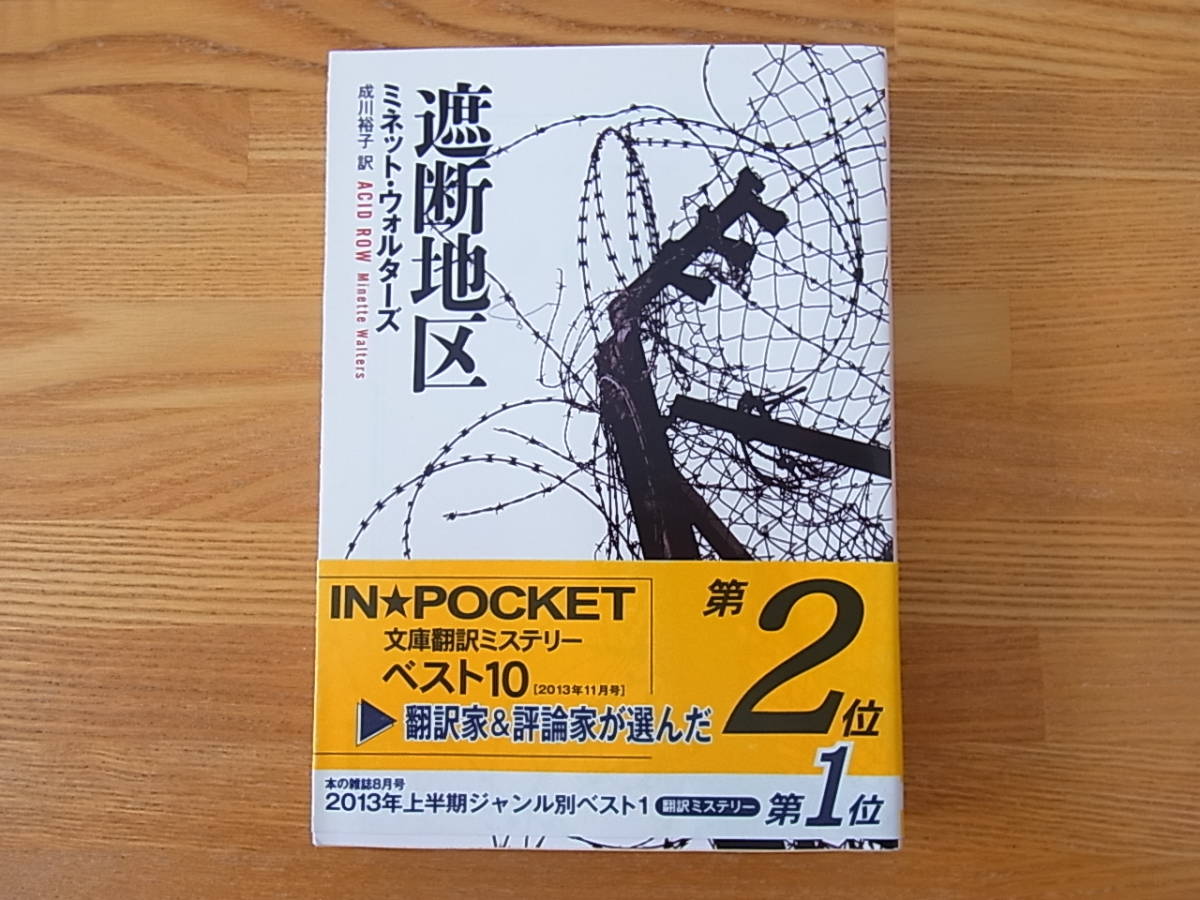 遮断地区
ミネット・ウォルターズ
成川裕子 訳 ACID ROW Minette Walters
IN★POCKET
文庫翻訳ミステリー
ベスト10 [2013年11月号]
▶翻訳家&評論家が選んだ
第2位
本の雑誌8月号
2013年上半期ジャンル別ベスト1 翻訳ミステリー 第1位